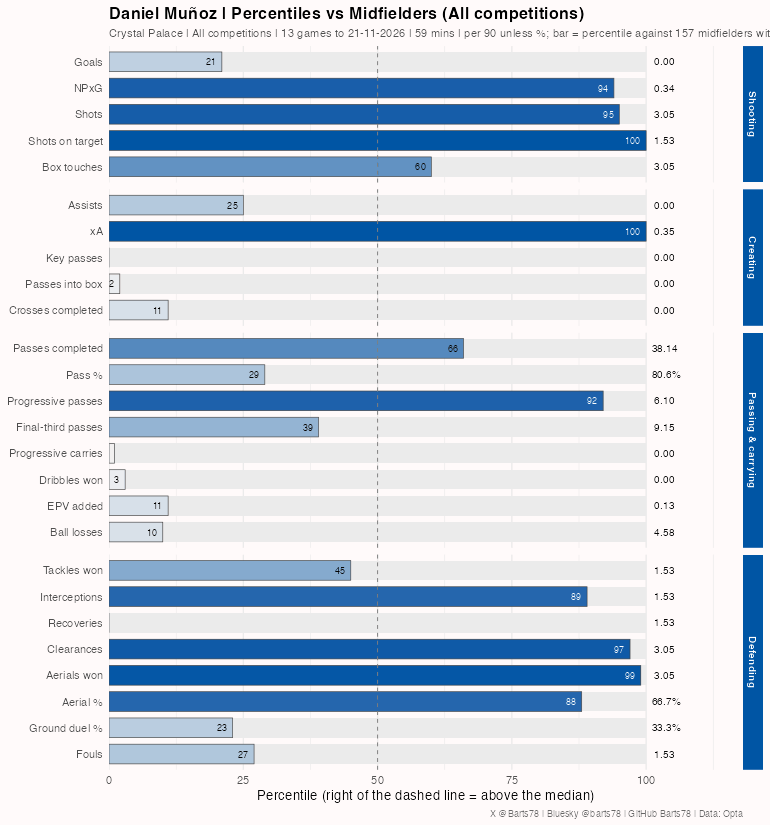 Daniel Muñoz | Percentiles vs Midfielders (All competitions)
Crystal Palace | All competitions | 13 games to 21-11-2026 | 59 mins | per 90 unless %; bar = percentile against 157 midfielders wit
Shooting
Goals 21 0.00
NPxG 94 0.34
Shots 95 3.05
Shots on target 100 1.53
Box touches 60 3.05
Creating
Assists 25 0.00
xA 100 0.35
Key passes 0.00
Passes into box 2 0.00
Crosses completed 11 0.00
Passing & carrying
Passes completed 66 38.14
Pass % 29 80.6%
Progressive passes 92 6.10
Final-third passes 39 9.15
Progressive carries 0.00
Dribbles won 3 0.00
EPV added 11 0.13
Ball losses 10 4.58
Defending
Tackles won 45 1.53
Interceptions 89 1.53
Recoveries 1.53
Clearances 97 3.05
Aerials won 99 3.05
Aerial % 88 66.7%
Ground duel % 23 33.3%
Fouls 27 1.53
0 25 50 75 100
Percentile (right of the dashed line = above the median)
X @Barts78 | Bluesky @barts78 | GitHub Barts78 | Data: Opta